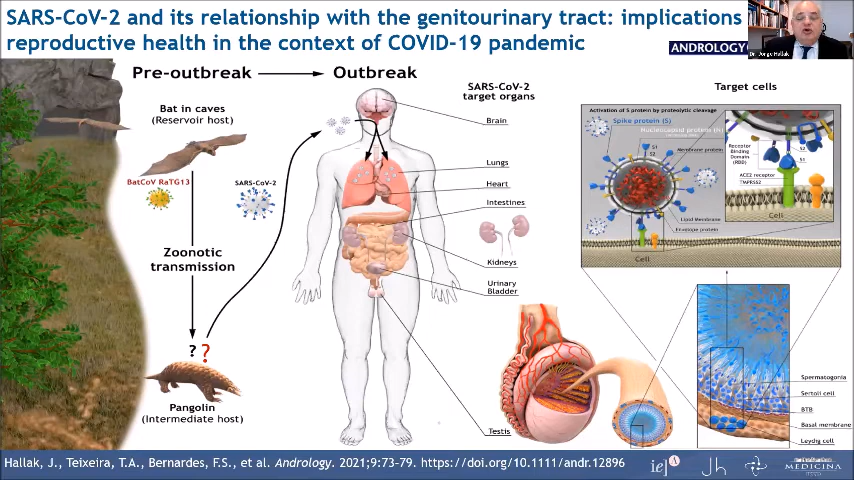 SARS-CoV-2 and its relationship with the genitourinary tract: implications
reproductive health in the context of COVID-19 pandemic
ANDROLOGY
Dr. Jorge Hallak
Pre-outbreak
Outbreak
Bat in caves
(Reservoir host)
BatCoV RaTG13
SARS-CoV-2
Zoonotic
transmission
? ?
Pangolin
(Intermediate host)
SARS-CoV-2
target organs
Brain
Lungs
Heart
Intestines
Kidneys
Urinary
Bladder
Testis
Target cells
Activation of S protein by proteolytic cleavage
Spike protein (S)
Nucleocapsid protein (N)
S1
S2
Membrane protein
Lipid Membrane
Envelope protein
Cell
Receptor
Binding
Domain
(RBD)
S2
S1
ACE2 receptor
TMPRSS2
Cell
Spermatogonia
Sertoli cell
BTB
Basal membrane
Leydig cell
Hallak, J., Teixeira, T.A., Bernardes, F.S., et al. Andrology. 2021;9:73-79. https://doi.org/10.1111/andr.12896
MEDICINA